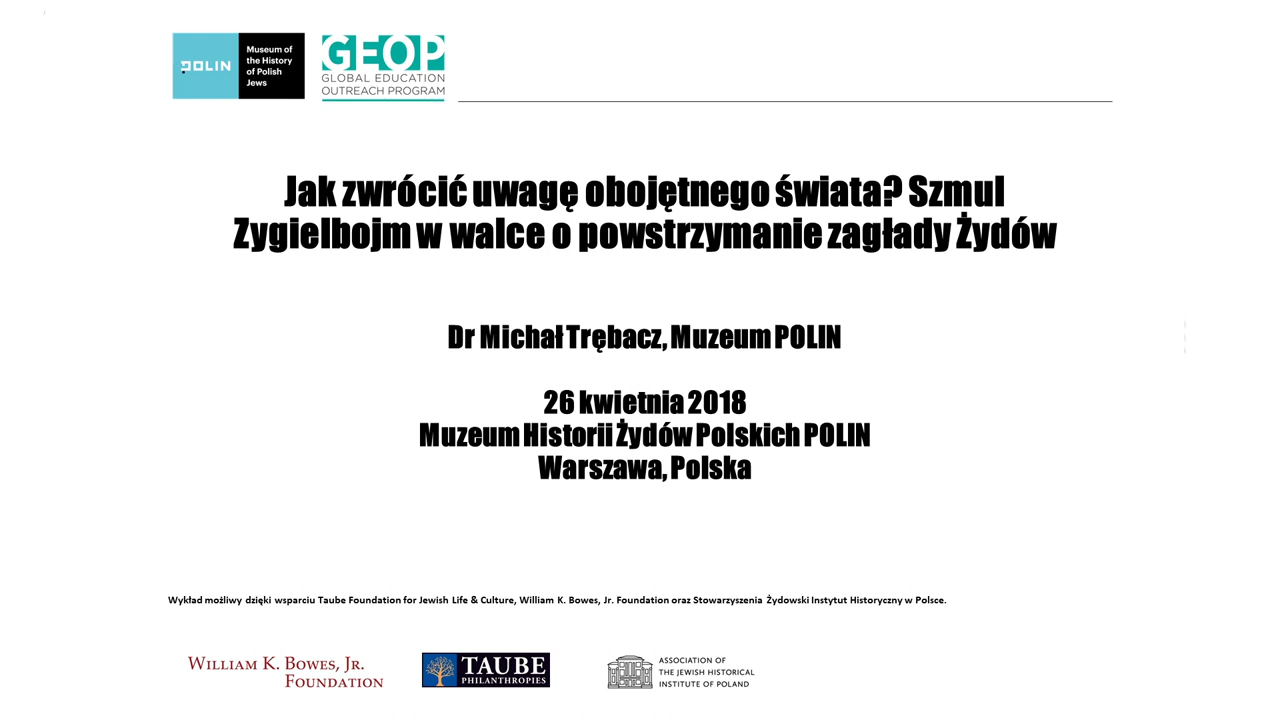 POLIN
Museum of
the History
of Polish
Jews
GEOP
GLOBAL EDUCATION
OUTREACH PROGRAM
Jak zwrócić uwagę obojętnego świata? Szmul
Zygielbojm w walce o powstrzymanie zagłady Żydów
Dr Michał Trębacz, Muzeum POLIN
26 kwietnia 2018
Muzeum Historii Żydów Polskich POLIN
Warszawa, Polska
Wykład możliwy dzięki wsparciu Taube Foundation for Jewish Life & Culture, William K. Bowes, Jr. Foundation oraz Stowarzyszenia Żydowski Instytut Historyczny w Polsce.
WILLIAM K. BOWES, JR.
FOUNDATION
TAUBE
PHILANTHROPIES
ASSOCIATION OF
THE JEWISH HISTORICAL
INSTITUTE OF POLAND